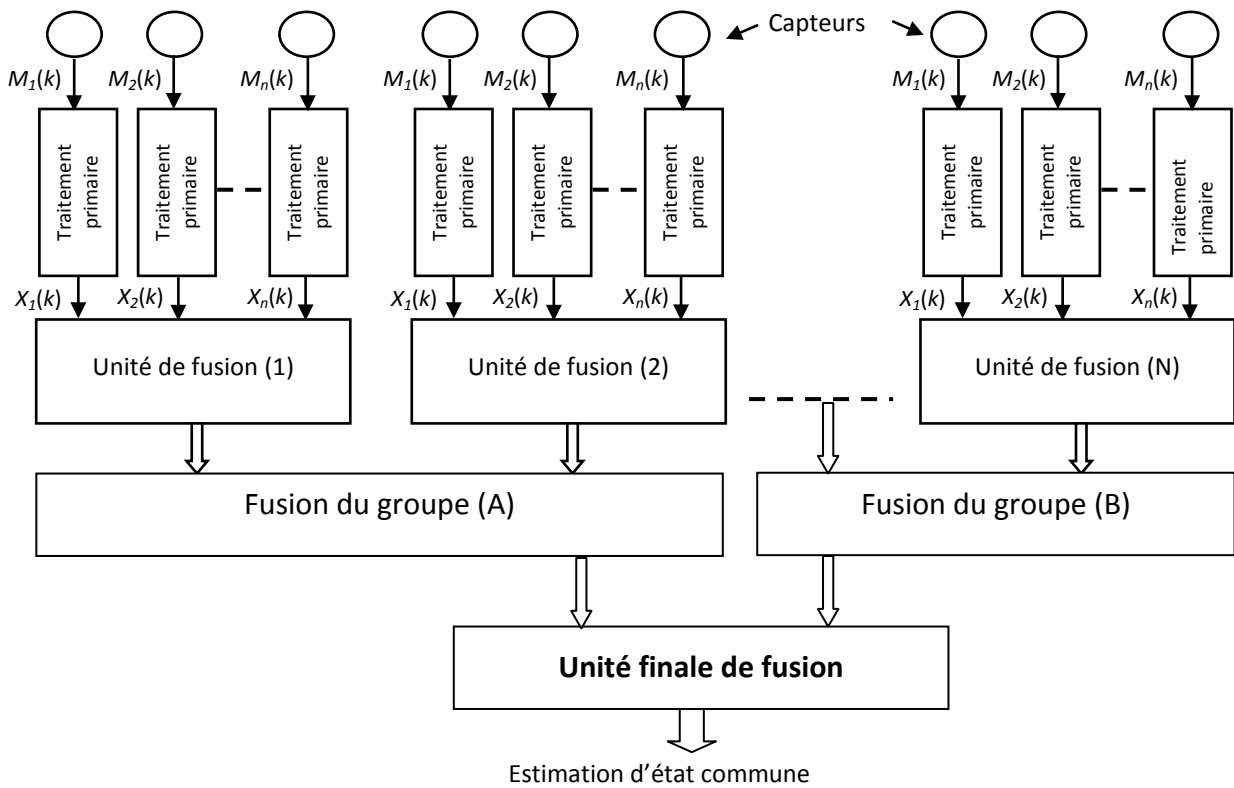 Capteurs
M1(k) M2(k) Mn(k) M1(k) M2(k) Mn(k) M1(k) M2(k) Mn(k)
Traitement
primaire
Traitement
primaire
Traitement
primaire
Traitement
primaire
Traitement
primaire
Traitement
primaire
Traitement
primaire
Traitement
primaire
Traitement
primaire
X1(k) X2(k) Xn(k) X1(k) X2(k) Xn(k) X1(k) X2(k) Xn(k)
Unité de fusion (1) Unité de fusion (2) Unité de fusion (N)
Fusion du groupe (A) Fusion du groupe (B)
Unité finale de fusion
Estimation d’état commune